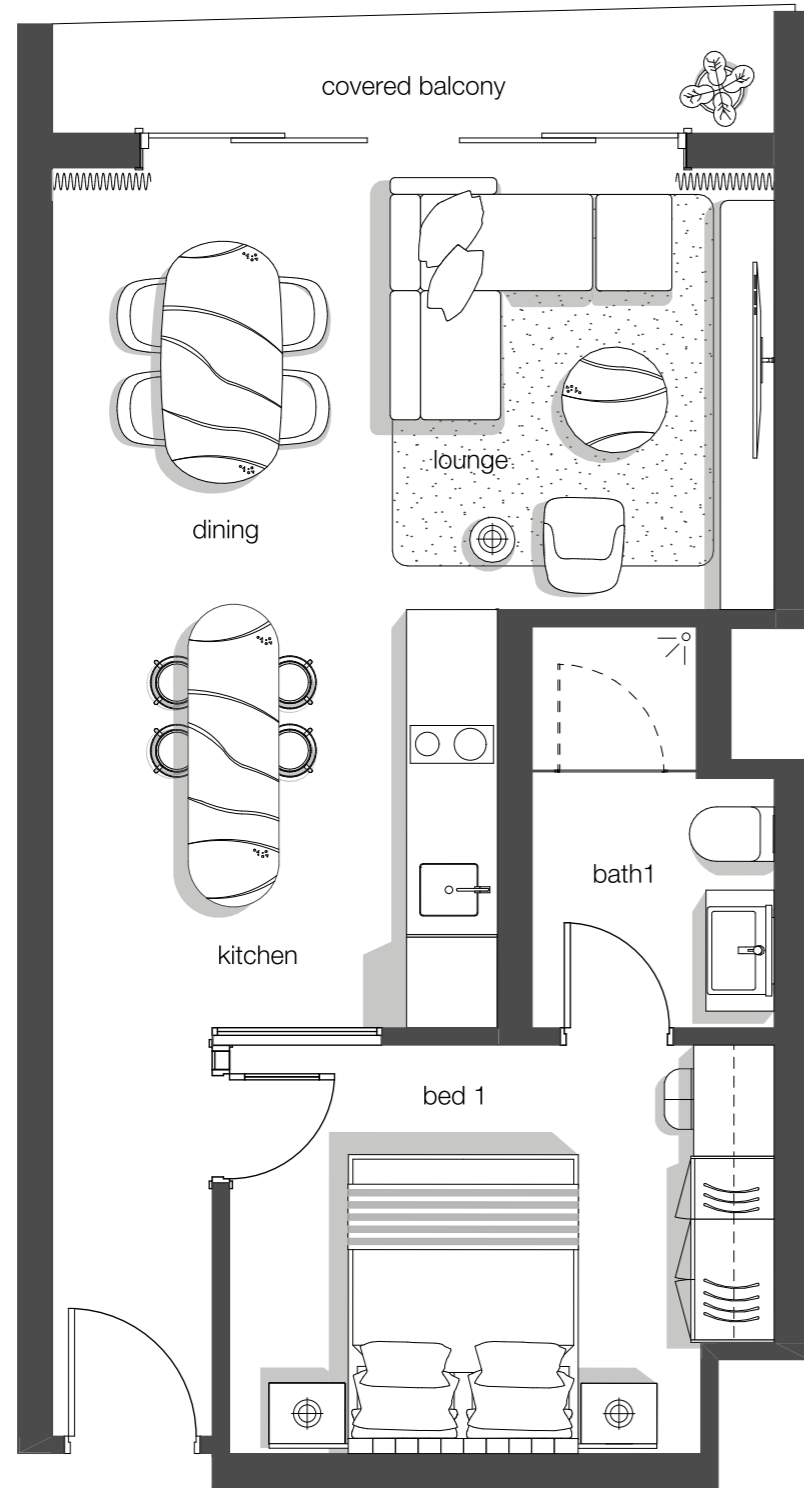 covered balcony
lounge
dining
bath1
kitchen
bed 1